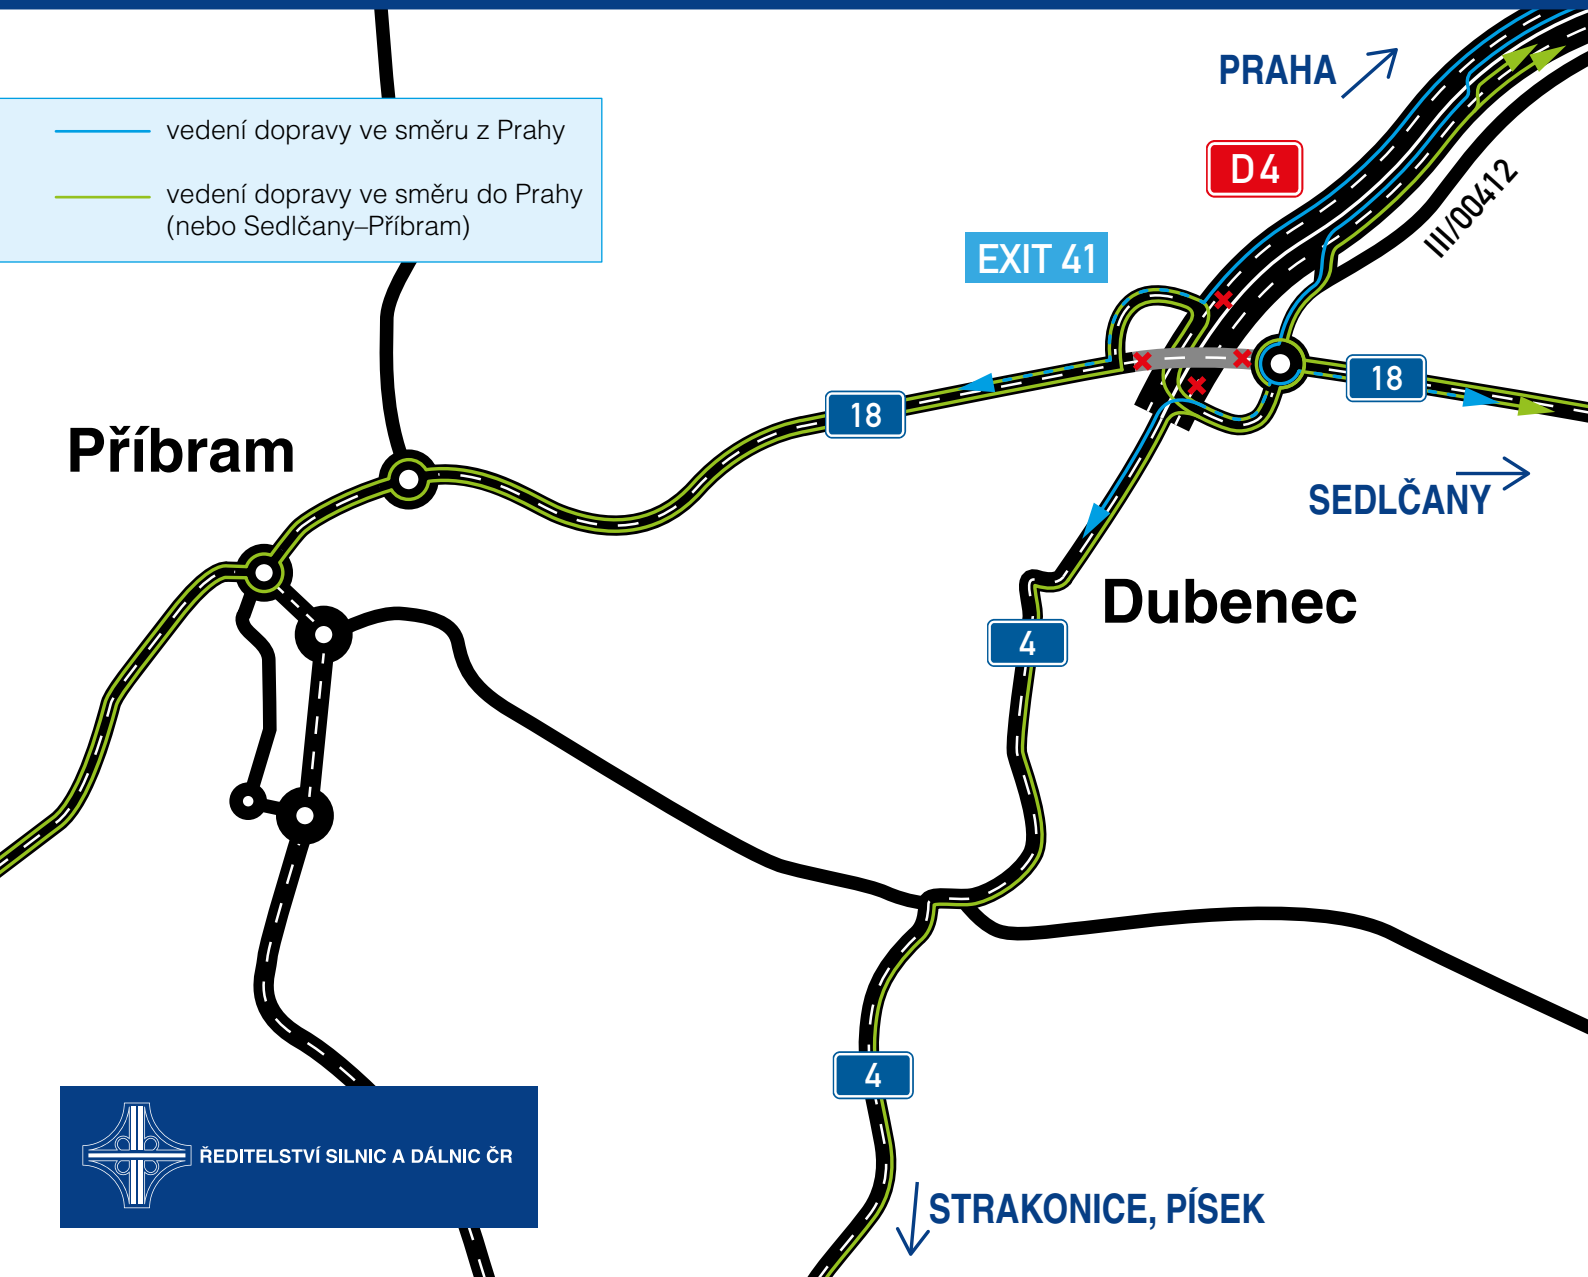 PRAHA
vedení dopravy ve směru z Prahy
vedení dopravy ve směru do Prahy
(nebo Sedlčany–Příbram)
D4
III/00412
EXIT 41
18
18
Příbram
SEDLČANY
Dubenec
4
4
ŘEDITELSTVÍ SILNIC A DÁLNIC ČR
STRAKONICE, PÍSEK